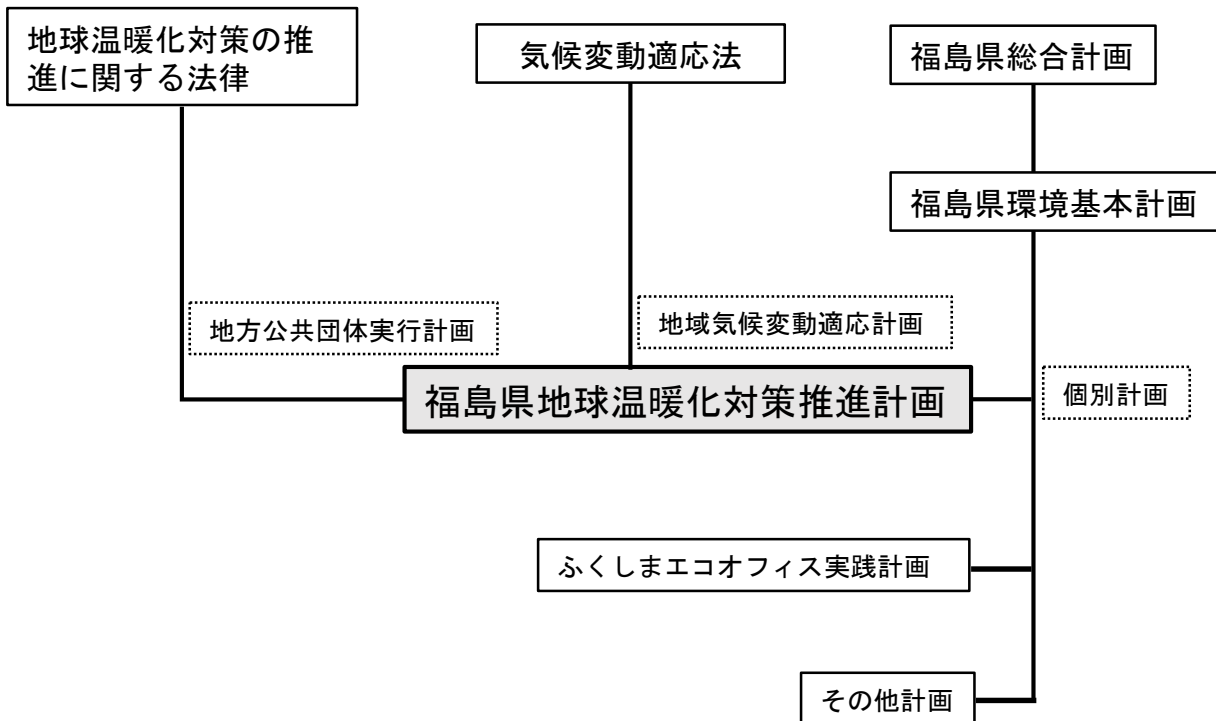 地球温暖化対策の推
進に関する法律
気候変動適応法
福島県総合計画
福島県環境基本計画
地方公共団体実行計画
地域気候変動適応計画
福島県地球温暖化対策推進計画
個別計画
ふくしまエコオフィス実践計画
その他計画